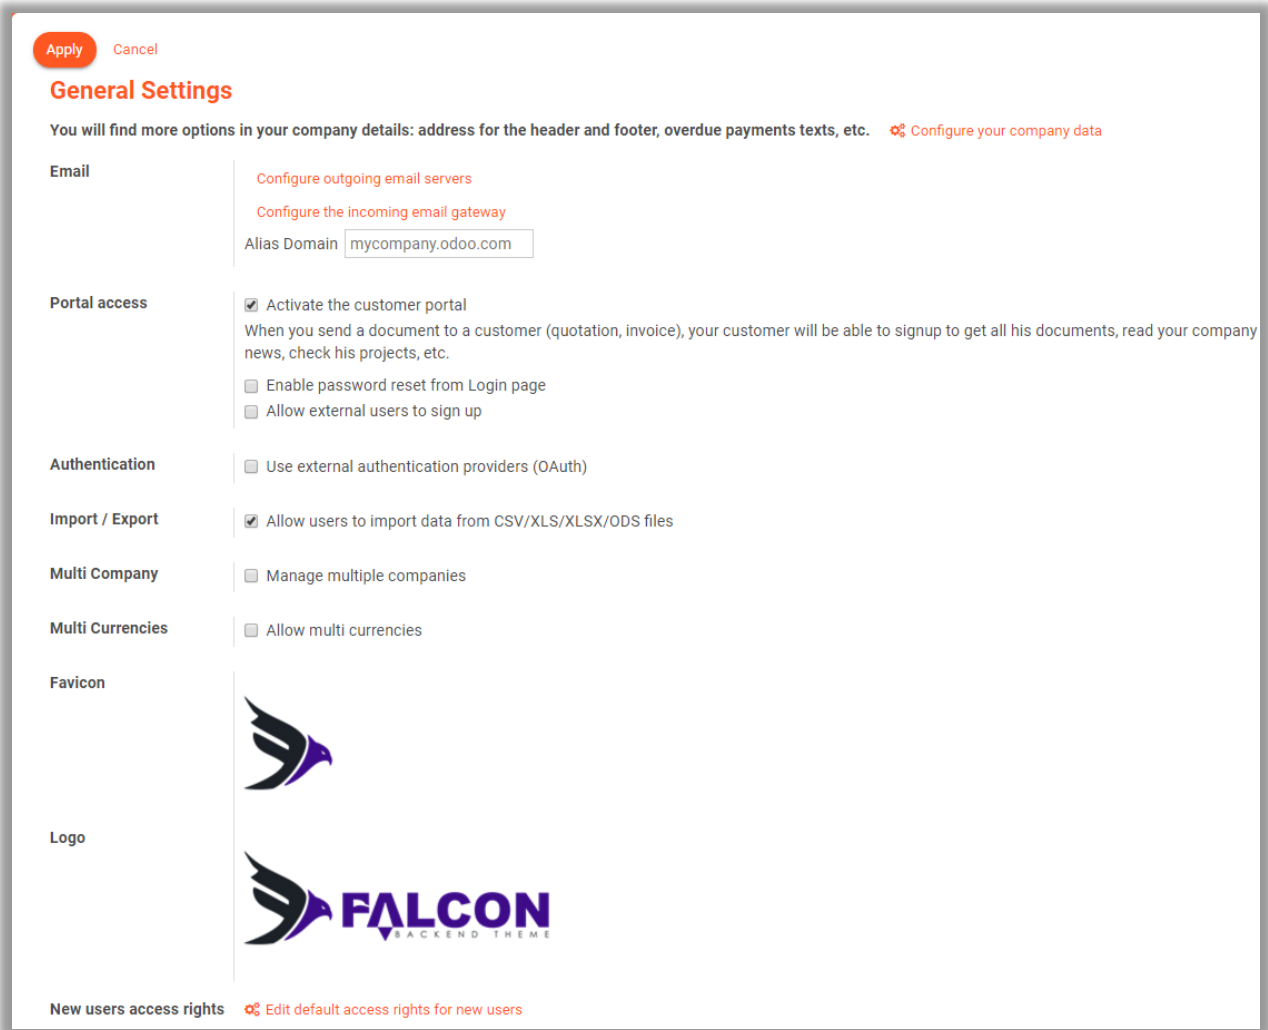 Apply Cancel
General Settings
You will find more options in your company details: address for the header and footer, overdue payments texts, etc. Configure your company data
Email
Configure outgoing email servers
Configure the incoming email gateway
Alias Domain mycompany.odoo.com
Portal access
Activate the customer portal
When you send a document to a customer (quotation, invoice), your customer will be able to signup to get all his documents, read your company
news, check his projects, etc.
Enable password reset from Login page
Allow external users to sign up
Authentication Use external authentication providers (OAuth)
Import / Export Allow users to import data from CSV/XLS/XLSX/ODS files
Multi Company Manage multiple companies
Multi Currencies Allow multi currencies
Favicon
Logo
FALCON
BACKEND THEME
New users access rights Edit default access rights for new users